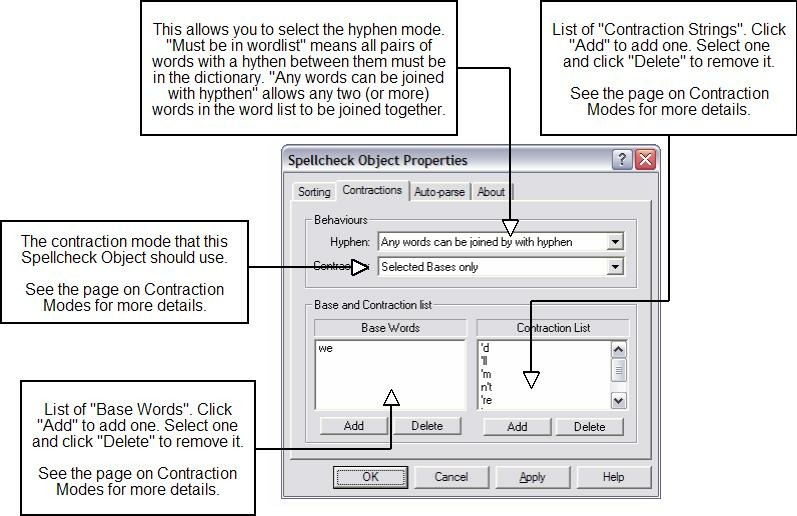 This allows you to select the hyphen mode.
"Must be in wordlist" means all pairs of
words with a hythen between them must be
in the dictionary. "Any words can be joined
with hypthen" allows any two (or more)
words in the word list to be joined together.
List of "Contraction Strings". Click
"Add" to add one. Select one
and click "Delete" to remove it.
See the page on Contraction
Modes for more details.
Spellcheck Object Properties
Sorting
Contractions
Auto-parse
About
Behaviours
Hyphen:
Any words can be joined by with hyphen
Selected Bases only
The contraction mode that this
Spellcheck Object should use.
See the page on Contraction
Modes for more details.
Base and Contraction list
Base Words
Contraction List
we
'd
'll
'm
n't
're
Add
Delete
Add
Delete
List of "Base Words". Click
"Add" to add one. Select one
and click "Delete" to remove it.
See the page on Contraction
Modes for more details.
OK
Cancel
Apply
Help